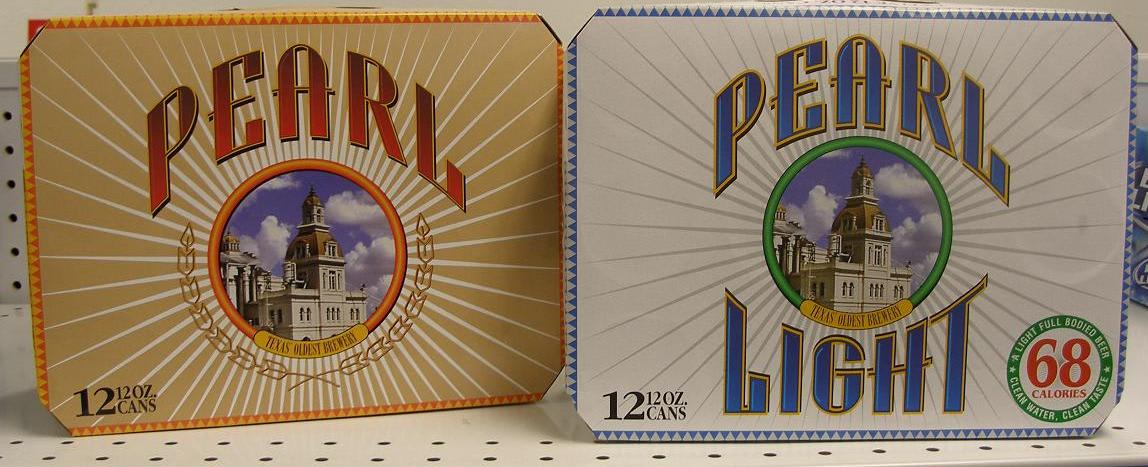 PEARL
TEXAS' OLDEST BREWERY
12 12 OZ.
CANS
PEARL
TEXAS' OLDEST BREWERY
LIGHT
12 12 OZ.
CANS
A LIGHT FULL BODIED BEER
68
CALORIES
CLEAN WATER, CLEAN TASTE